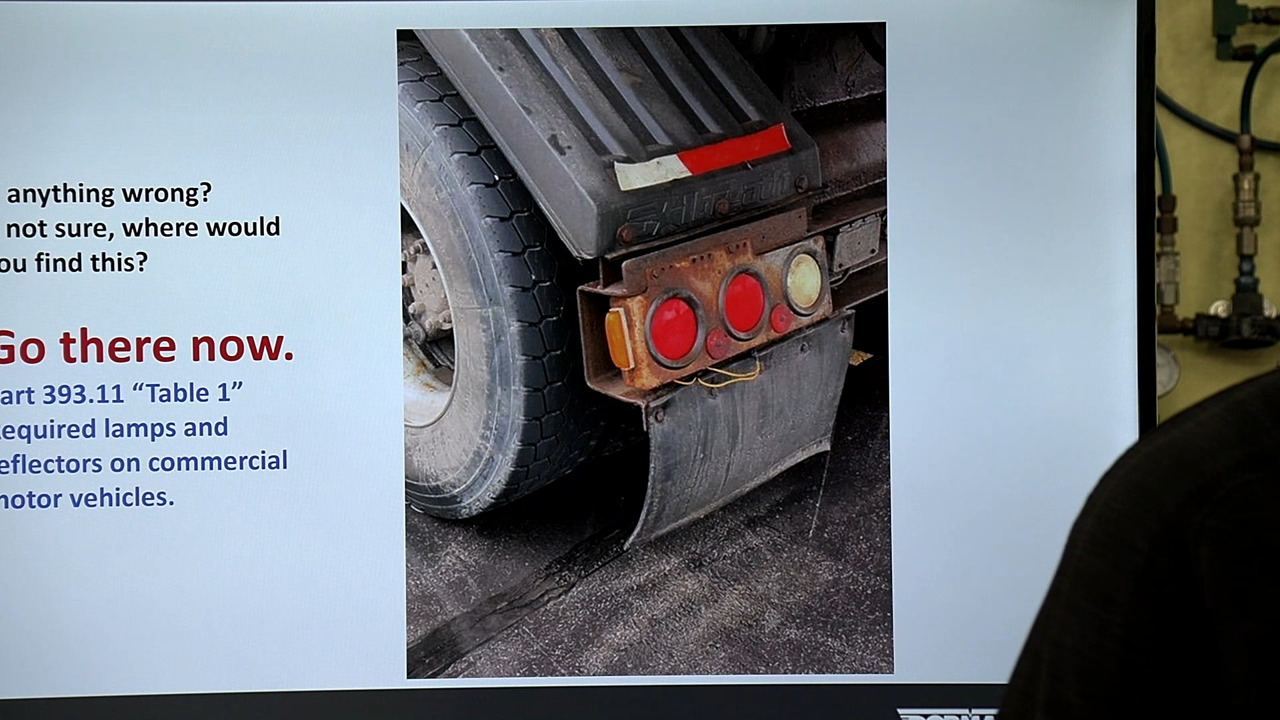 anything wrong?
not sure, where would
ou find this?
Go there now.
art 393.11 “Table 1”
equired lamps and
eflectors on commercial
otor vehicles.